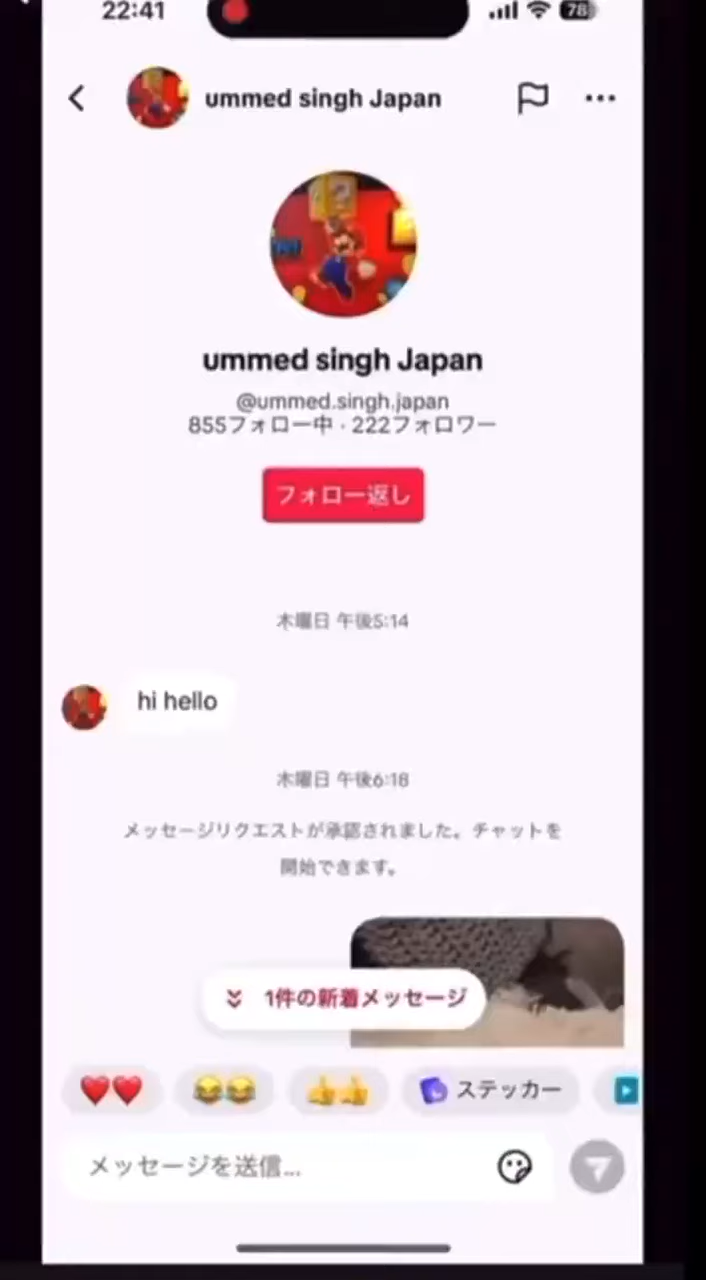 22:41
78
ummed singh Japan
ummed singh Japan
@ummed.singh.japan
855フォロー中 · 222フォロワー
フォロー返し
木曜日 午後5:14
hi hello
木曜日 午後6:18
メッセージリクエストが承認されました。チャットを
開始できます。
1件の新着メッセージ
ステッカー
メッセージを送信...